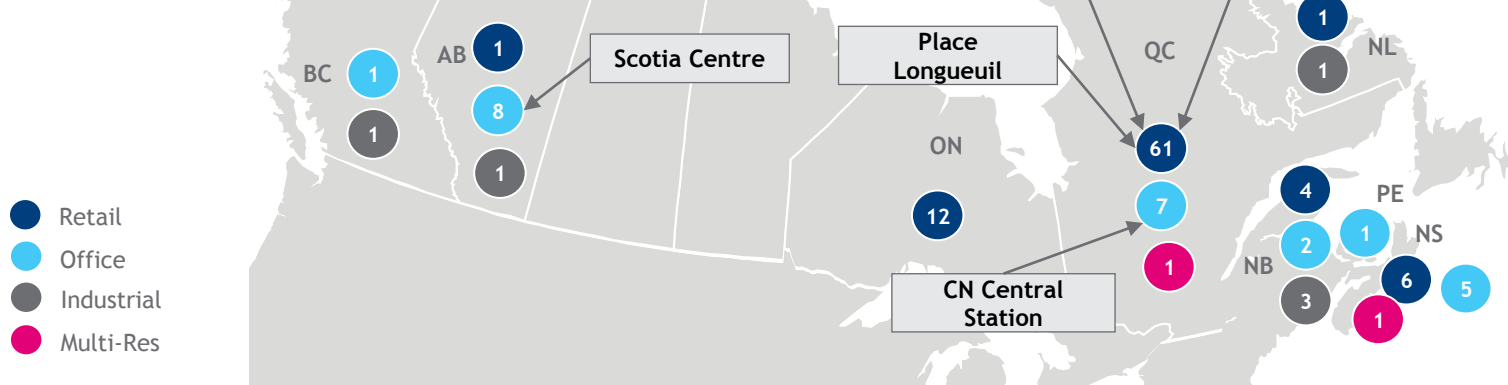 BC
1
1
AB
1
8
1
Scotia Centre
Place
Longueuil
QC
1
NL
1
ON
12
61
7
1
CN Central
Station
4
PE
2
1
NS
NB
3
6
5
1
Retail
Office
Industrial
Multi-Res